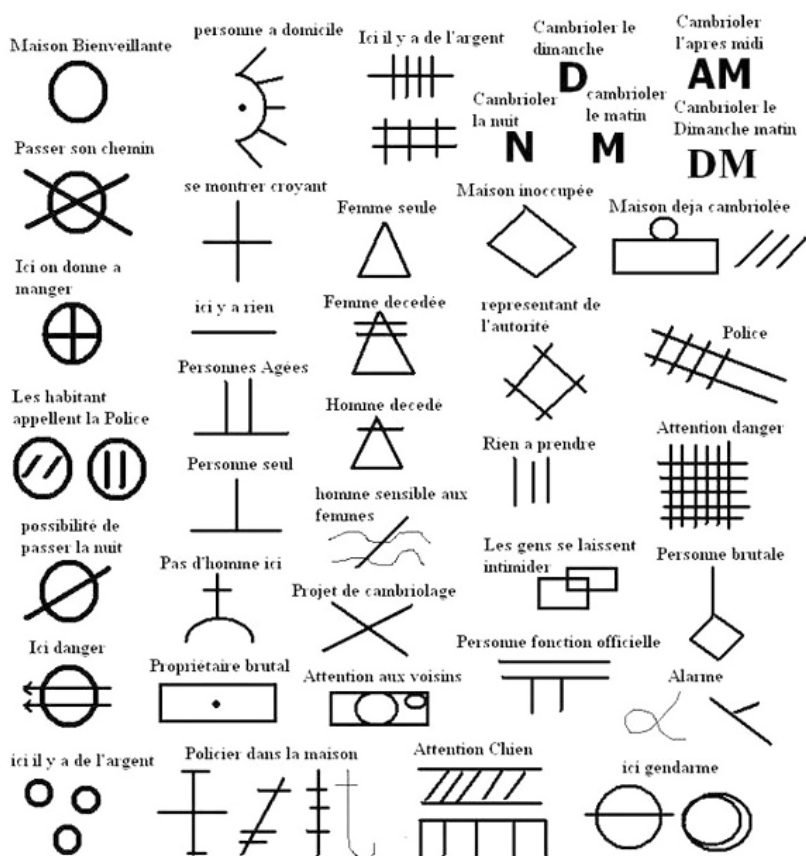 Maison Bienveillante
personne a domicile
Ici il y a de l'argent
Cambrioler le
dimanche
D
Cambrioler
l'apres midi
AM
Cambrioler
la nuit
N
cambrioler
le matin
M
Cambrioler le
Dimanche matin
DM
Passer son chemin
se montrer croyant
Femme seule
Maison inoccupée
Maison deja cambriolée
Ici on donne a
manger
ici y a rien
Femme decedée
representant de
l'autorité
Police
Personnes Agées
Les habitant
appellent la Police
Homme decedé
Rien a prendre
Attention danger
Personne seul
homme sensible aux
femmes
possibilité de
passer la nuit
Pas d'homme ici
Les gens se laissent
intimider
Personne brutale
Projet de cambriolage
Ici danger
Propriétaire brutal
Attention aux voisins
Personne fonction officielle
Alarme
ici il y a de l'argent
Policier dans la maison
Attention Chien
ici gendarme